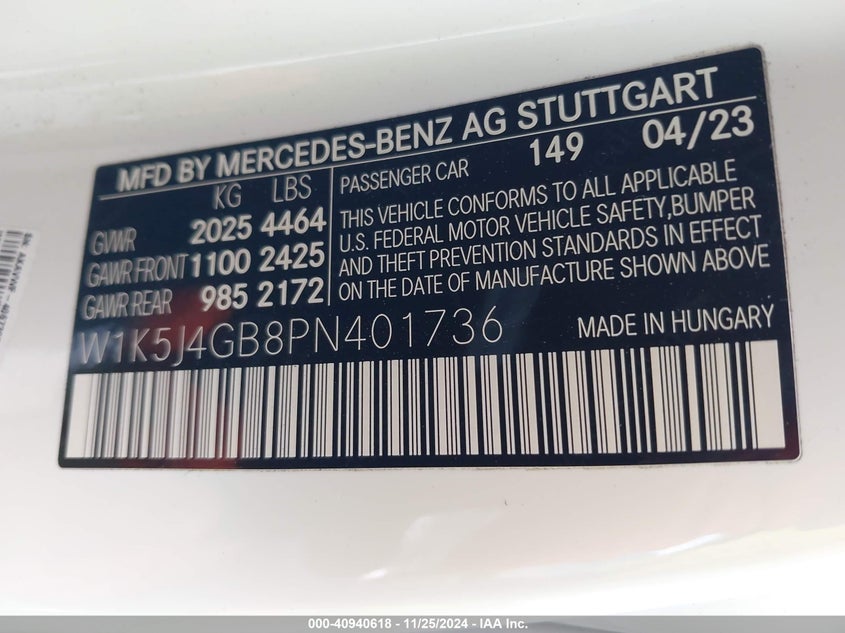 MFD BY MERCEDES-BENZ AG STUTTGART
KG LBS
GVWR 2025 4464
GAWR FRONT 1100 2425
GAWR REAR 985 2172
PASSENGER CAR 149 04/23
THIS VEHICLE CONFORMS TO ALL APPLICABLE
U.S. FEDERAL MOTOR VEHICLE SAFETY,BUMPER
AND THEFT PREVENTION STANDARDS IN EFFECT
ON THE DATE OF MANUFACTURE SHOWN ABOVE
W1K5J4GB8PN401736 MADE IN HUNGARY
000-40940618 - 11/25/2024 - IAA Inc.